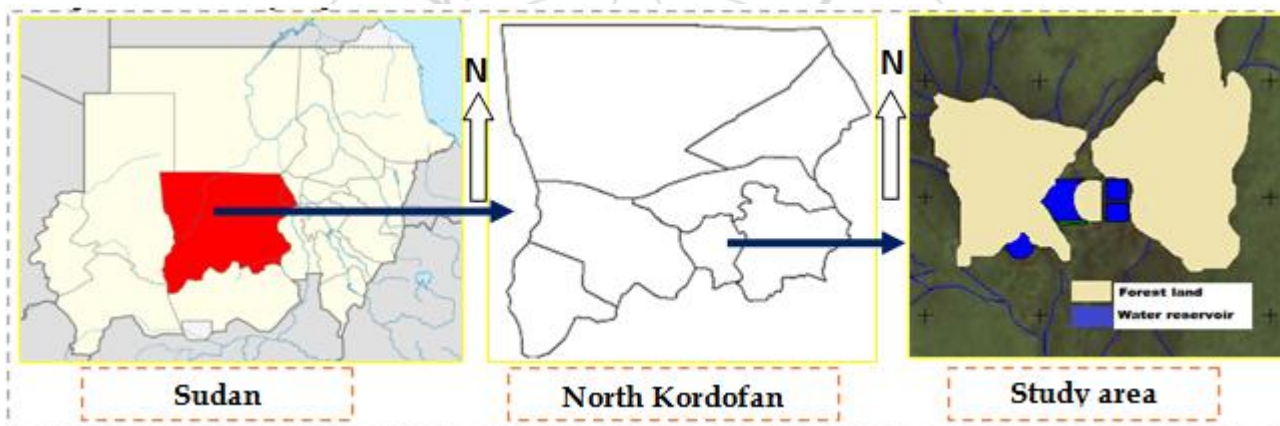 N
N
Forest land
Water reservoir
Sudan
North Kordofan
Study area